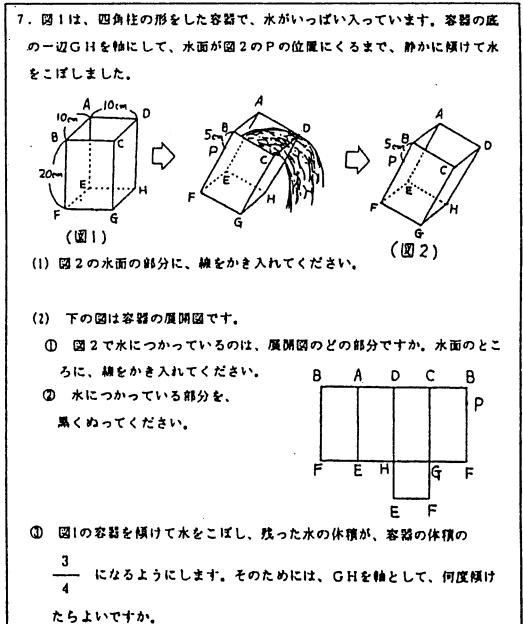 7．図1は、四角柱の形をした容器で、水がいっぱい入っています。容器の底
の一辺ＧＨを軸にして、水面が図2のＰの位置にくるまで、静かに傾けて水
をこぼしました。
A 10cm D
10cm
B C
20cm
E H
F G
(図1)
A
B D
5cm
P C
E
F H
G
A
B D
5cm
P C
E
F H
G
(図2)
(1) 図2の水面の部分に、線をかき入れてください。
(2) 下の図は容器の展開図です。
① 図2で水につかっているのは、展開図のどの部分ですか。水面のとこ
ろに、線をかき入れてください。
② 水につかっている部分を、
黒くぬってください。
B A D C B
P
F E H G F
E F
③ 図1の容器を傾けて水をこぼし、残った水の体積が、容器の体積の
3
4
になるようにします。そのためには、ＧＨを軸として、何度傾け
たらよいですか。